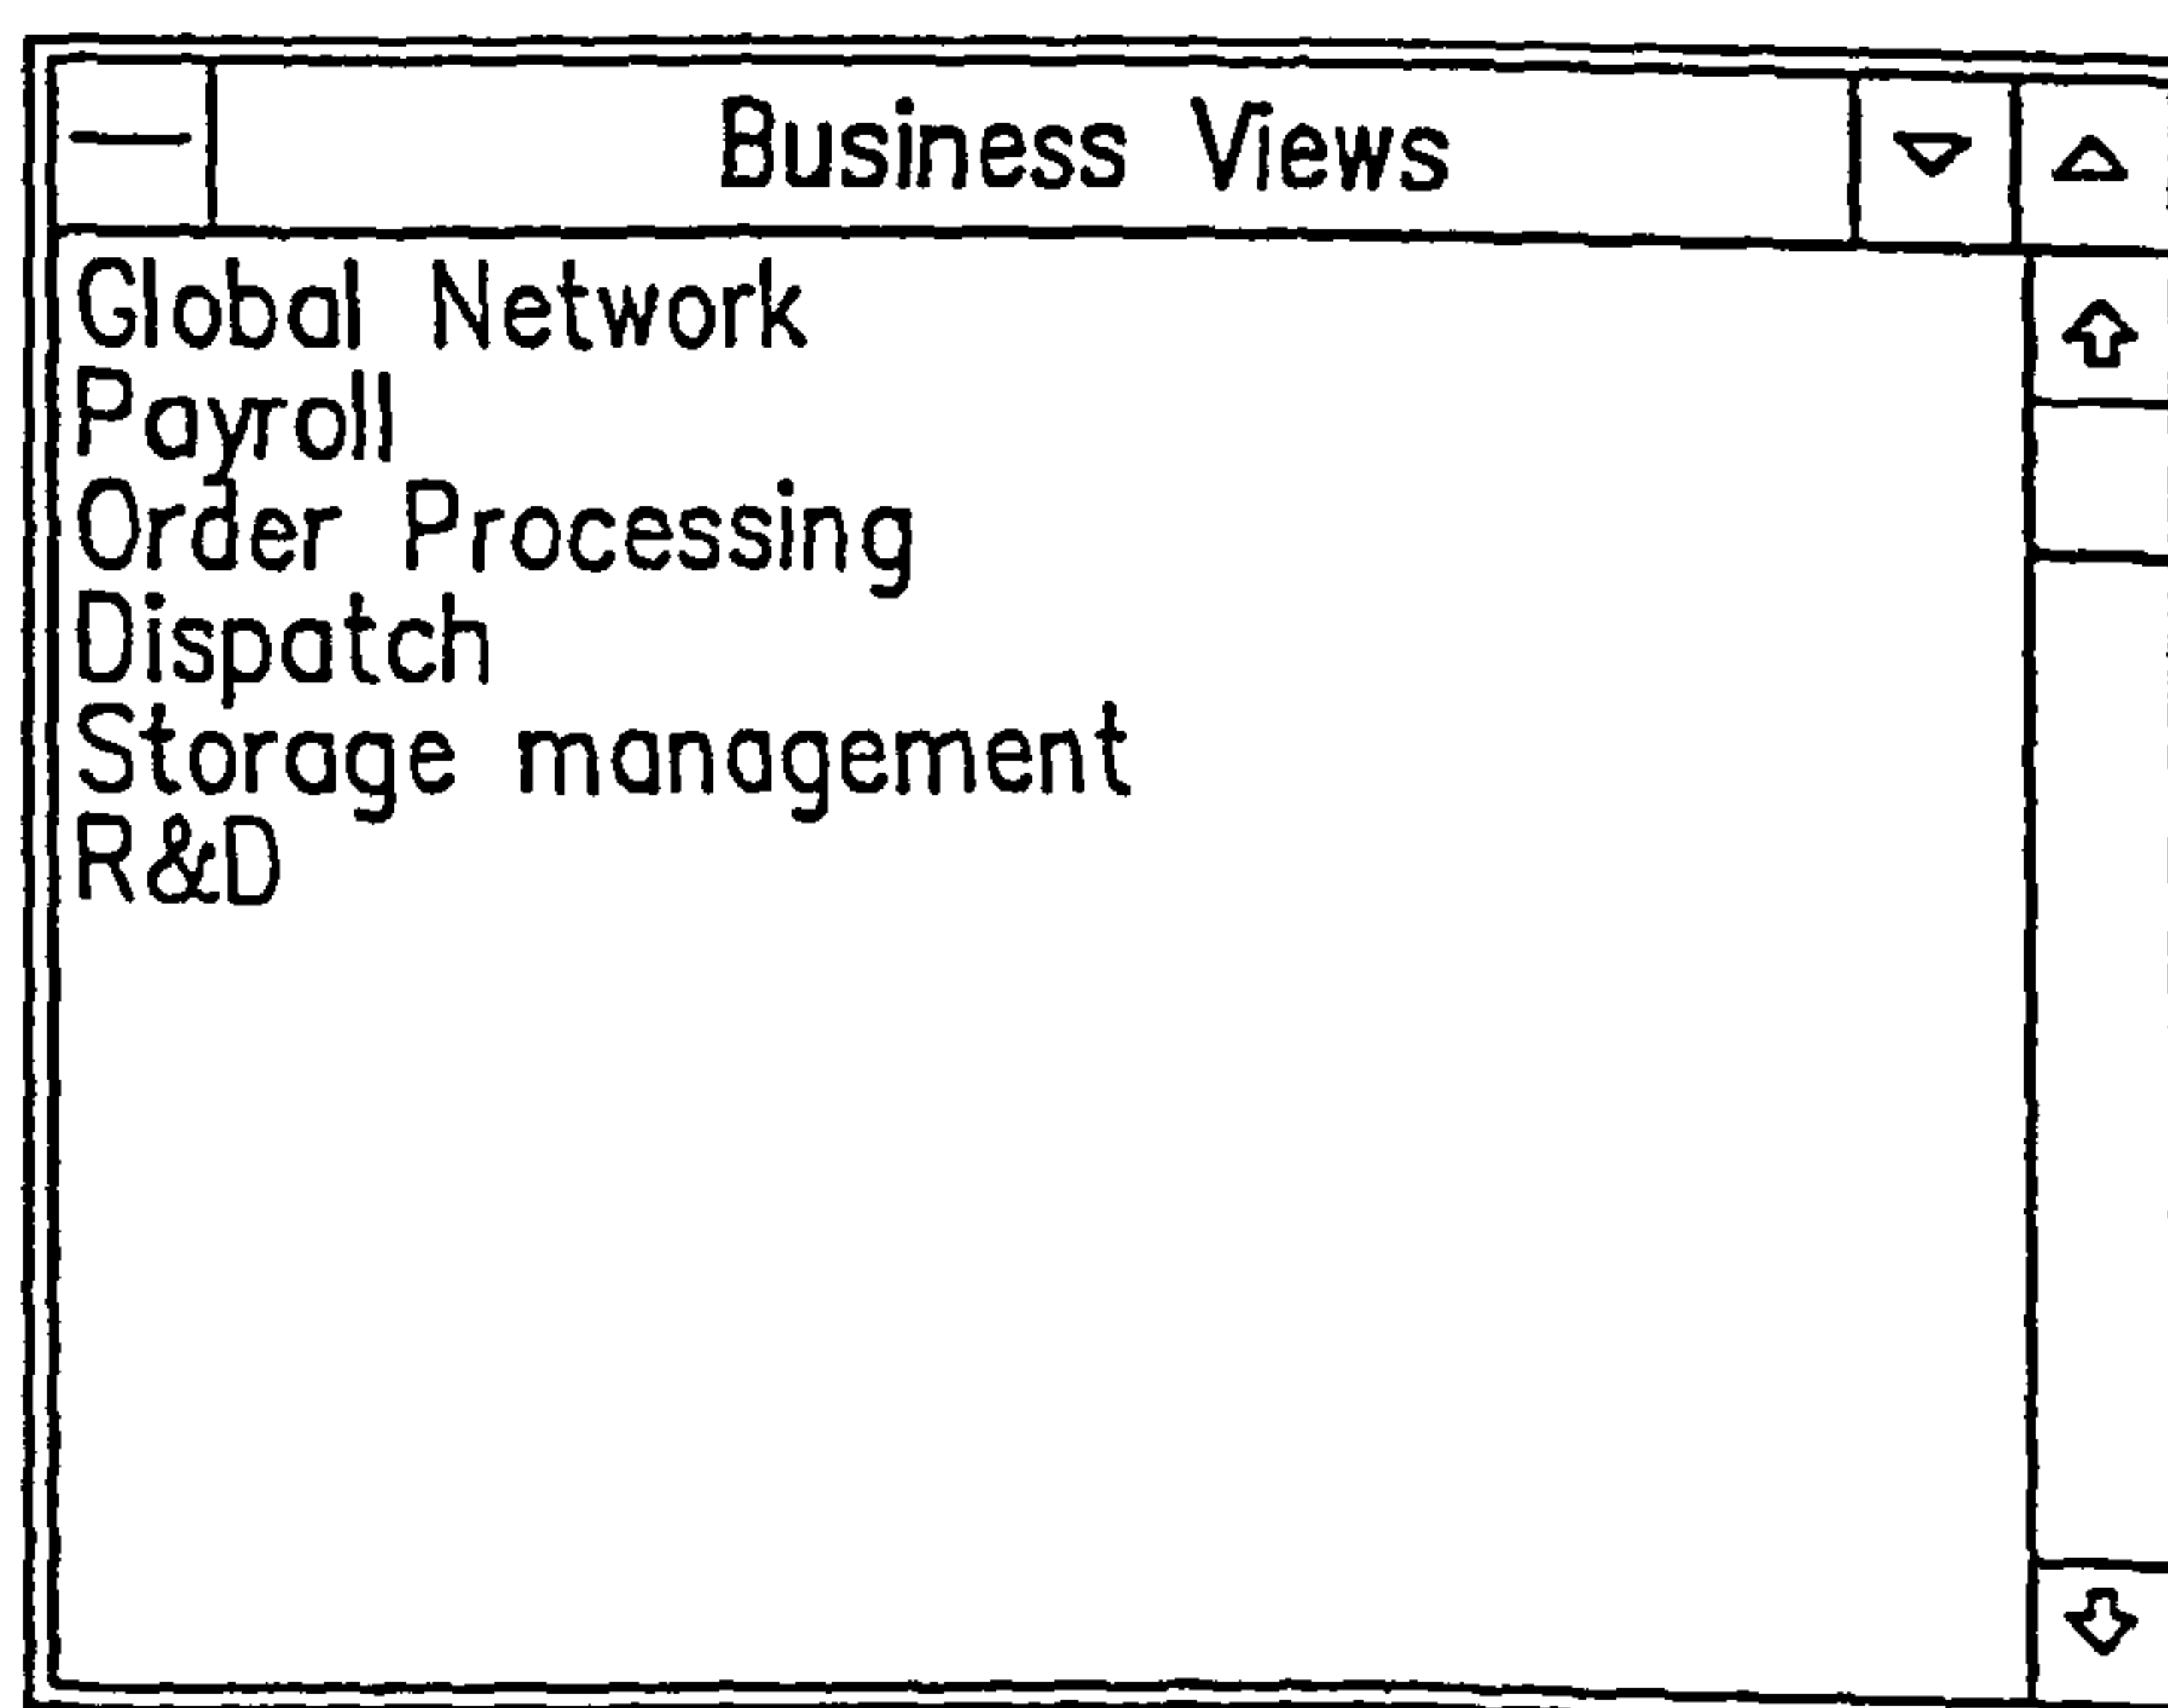 Business Views
Global Network
Payroll
Order Processing
Dispatch
Storage management
R&D